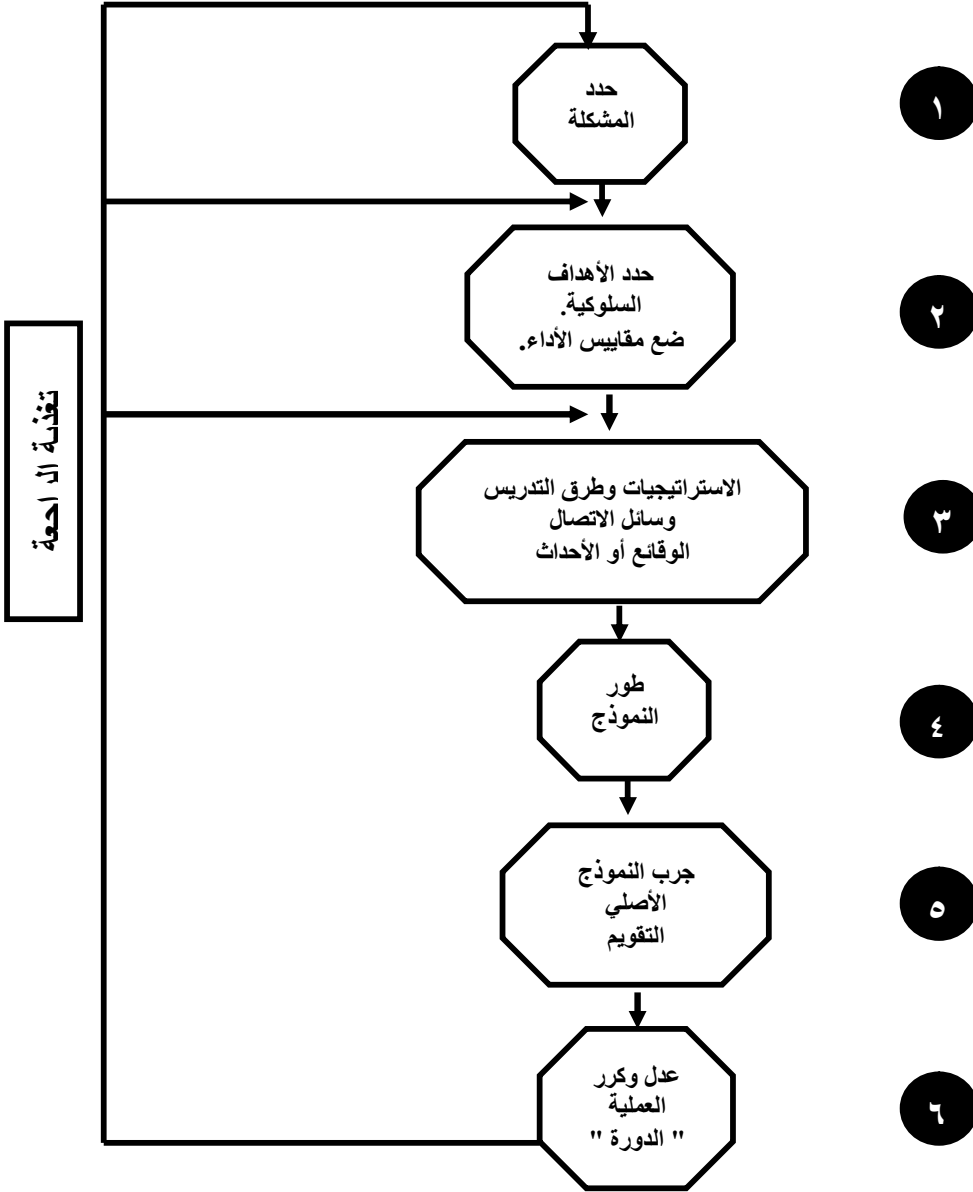 ١
حدد
المشكلة
٢
حدد الأهداف
السلوكية.
ضع مقاييس الأداء.
٣
الاستراتيجيات وطرق التدريس
وسائل الاتصال
الوقائع أو الأحداث
٤
طور
النموذج
٥
جرب النموذج
الأصلي
التقويم
٦
عدل وكرر
العملية
" الدورة "
تغذية